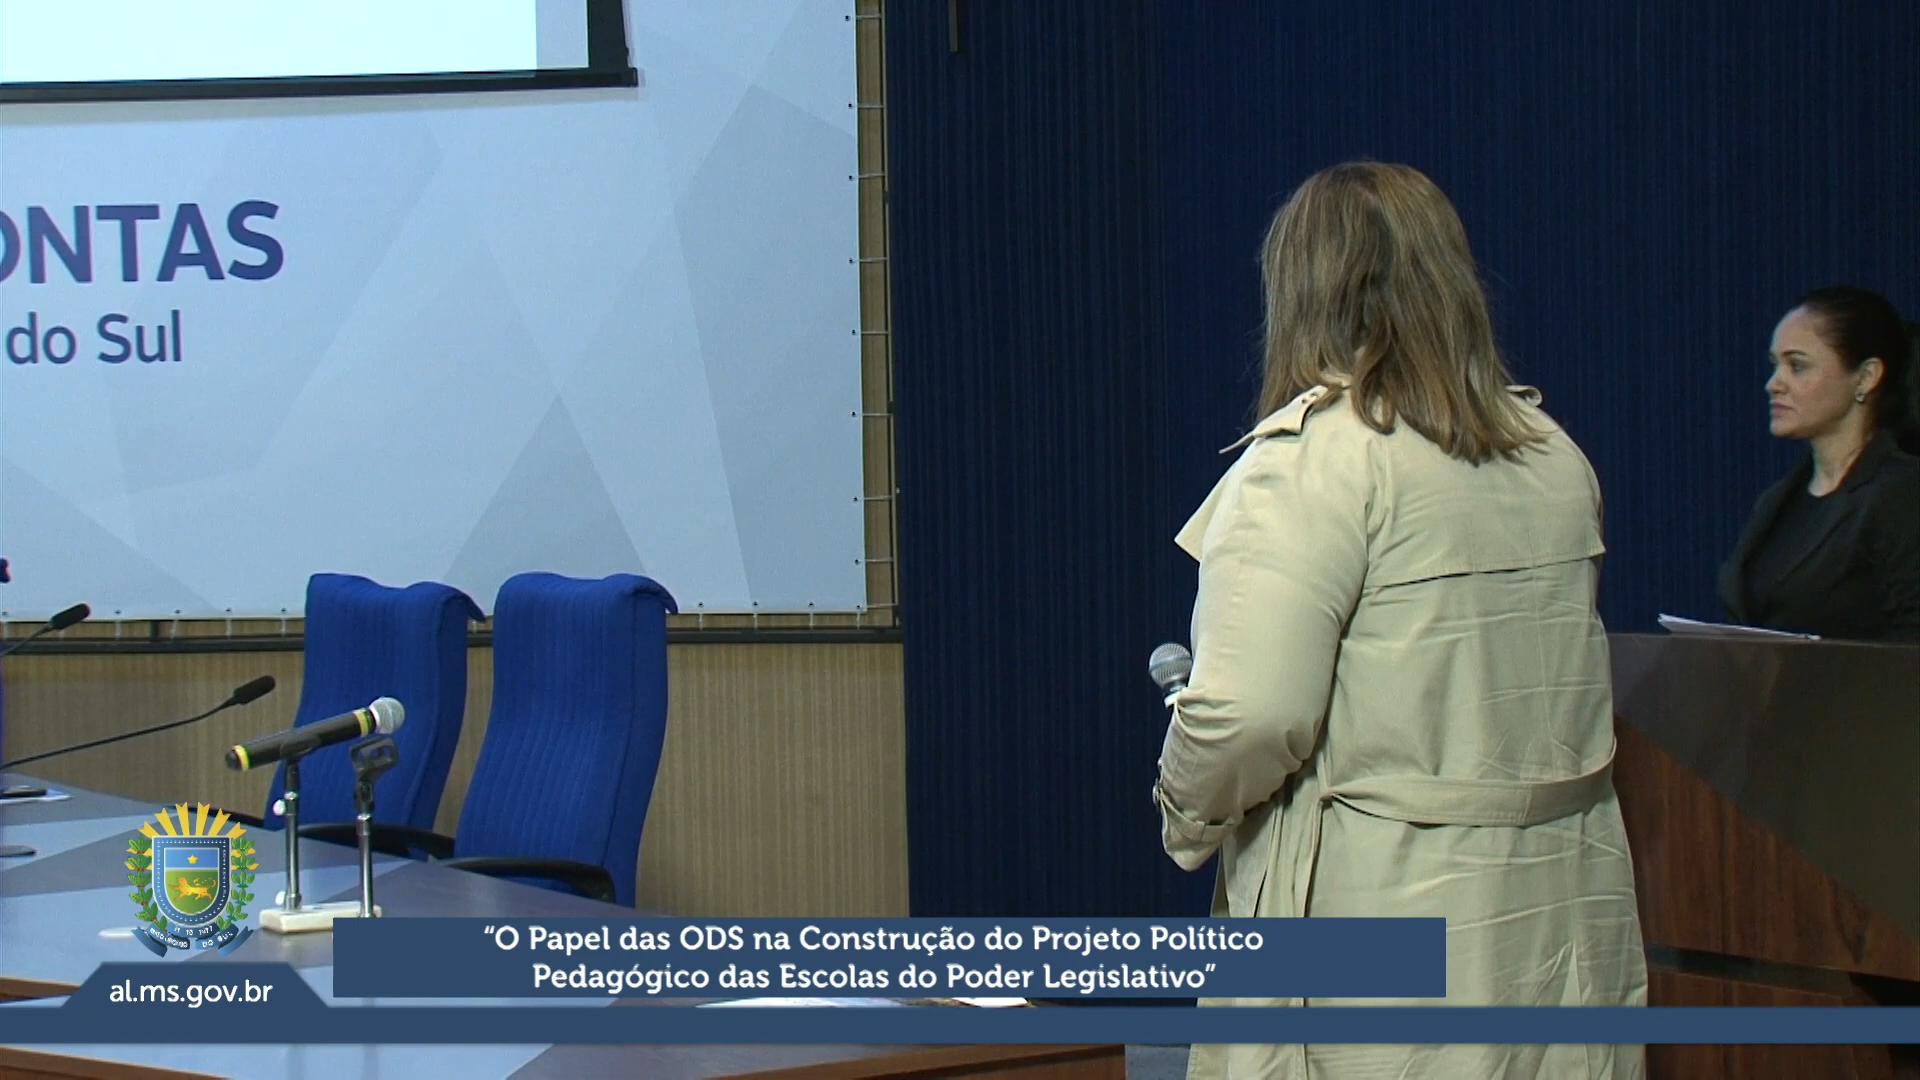 ONTAS
do Sul
“O Papel das ODS na Construção do Projeto Político
Pedagógico das Escolas do Poder Legislativo”
al.ms.gov.br